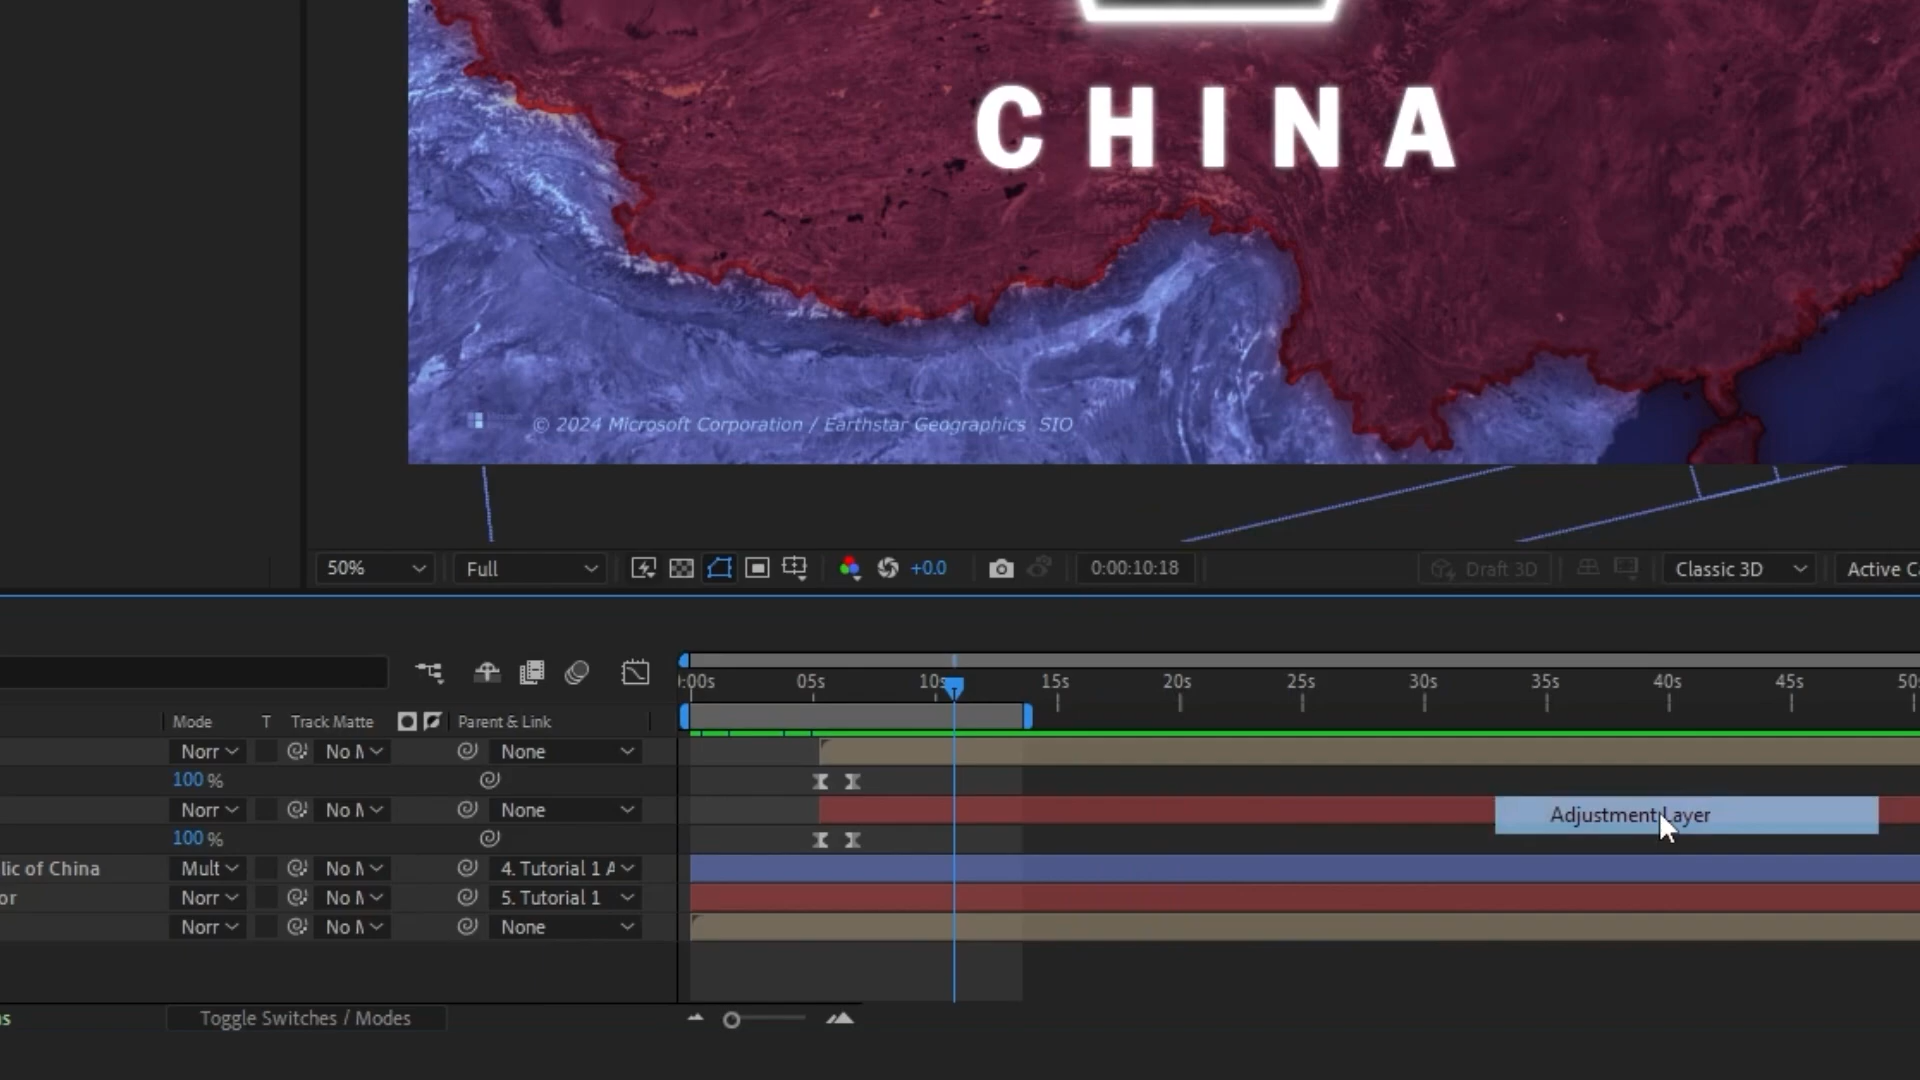 CHINA
© 2024 Microsoft Corporation / Earthstar Geographics SIO
50%
Full
+0.0
0:00:10:18
Draft 3D
Classic 3D
Active Ca
:00s 05s 10s 15s 20s 25s 30s 35s 40s 45s 50s
Mode T Track Matte Parent & Link
Norr No M None
100 %
Norr No M None
Adjustment Layer
100 %
lic of China Mult No M 4. Tutorial 1 A
or Norr No M 5. Tutorial 1
Norr No M None
ns Toggle Switches / Modes